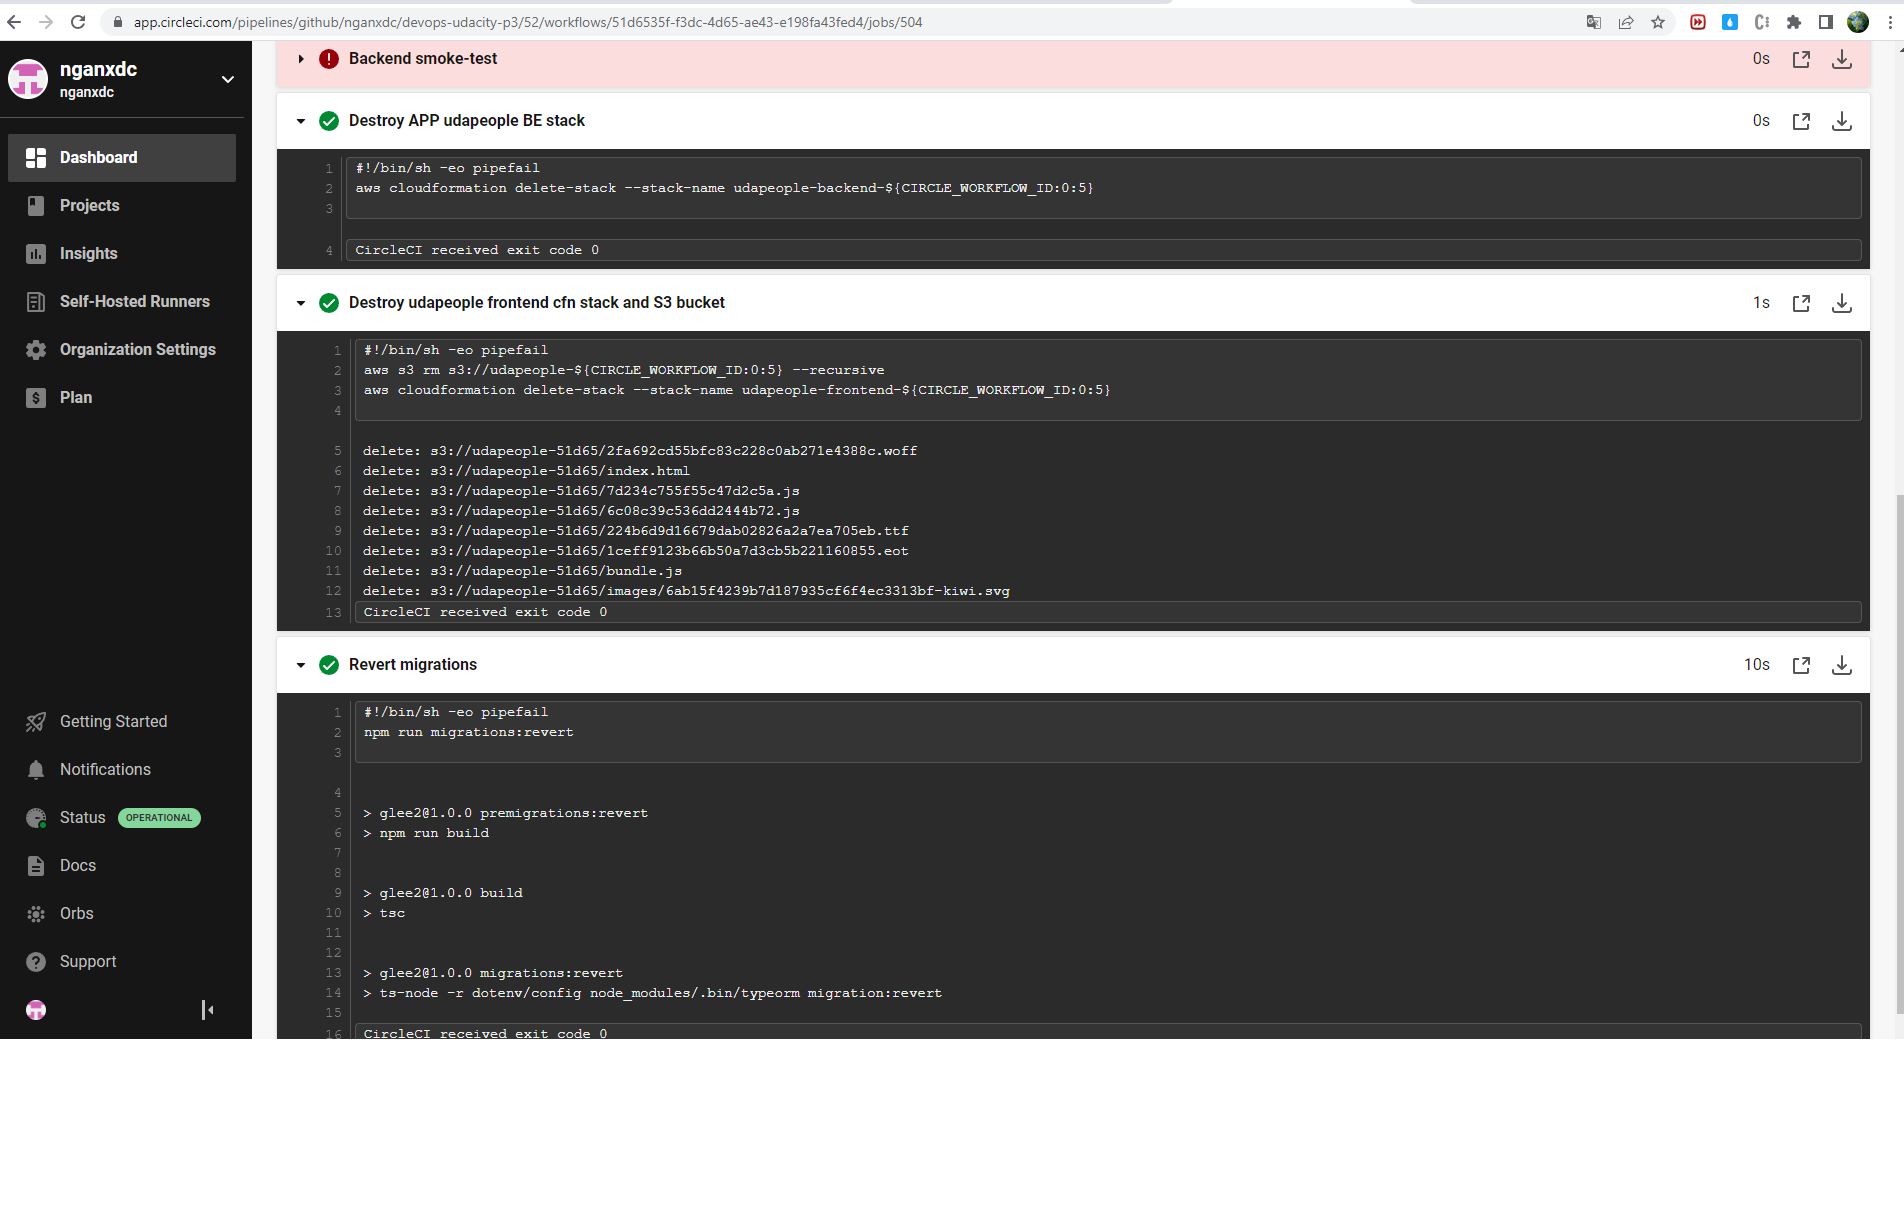 app.circleci.com/pipelines/github/nganxdc/devops-udacity-p3/52/workflows/51d6535f-f3dc-4d65-ae43-e198fa43fed4/jobs/504
nganxdc
nganxdc
Dashboard
Projects
Insights
Self-Hosted Runners
Organization Settings
Plan
Getting Started
Notifications
Status OPERATIONAL
Docs
Orbs
Support
Backend smoke-test 0s
Destroy APP udapeople BE stack 0s
1 #!/bin/sh -eo pipefail
2 aws cloudformation delete-stack --stack-name udapeople-backend-${CIRCLE_WORKFLOW_ID:0:5}
3
4 CircleCI received exit code 0
Destroy udapeople frontend cfn stack and S3 bucket 1s
1 #!/bin/sh -eo pipefail
2 aws s3 rm s3://udapeople-${CIRCLE_WORKFLOW_ID:0:5} --recursive
3 aws cloudformation delete-stack --stack-name udapeople-frontend-${CIRCLE_WORKFLOW_ID:0:5}
4
5 delete: s3://udapeople-51d65/2fa692cd55bfc83c228c0ab271e4388c.woff
6 delete: s3://udapeople-51d65/index.html
7 delete: s3://udapeople-51d65/7d234c755f55c47d2c5a.js
8 delete: s3://udapeople-51d65/6c08c39c536dd2444b72.js
9 delete: s3://udapeople-51d65/224b6d9d16679dab02826a2a7ea705eb.ttf
10 delete: s3://udapeople-51d65/1ceff9123b66b50a7d3cb5b221160855.eot
11 delete: s3://udapeople-51d65/bundle.js
12 delete: s3://udapeople-51d65/images/6ab15f4239b7d187935cf6f4ec3313bf-kiwi.svg
13 CircleCI received exit code 0
Revert migrations 10s
1 #!/bin/sh -eo pipefail
2 npm run migrations:revert
3
4
5 > glee2@1.0.0 premigrations:revert
6 > npm run build
7
8
9 > glee2@1.0.0 build
10 > tsc
11
12
13 > glee2@1.0.0 migrations:revert
14 > ts-node -r dotenv/config node_modules/.bin/typeorm migration:revert
15
16 CircleCI received exit code 0